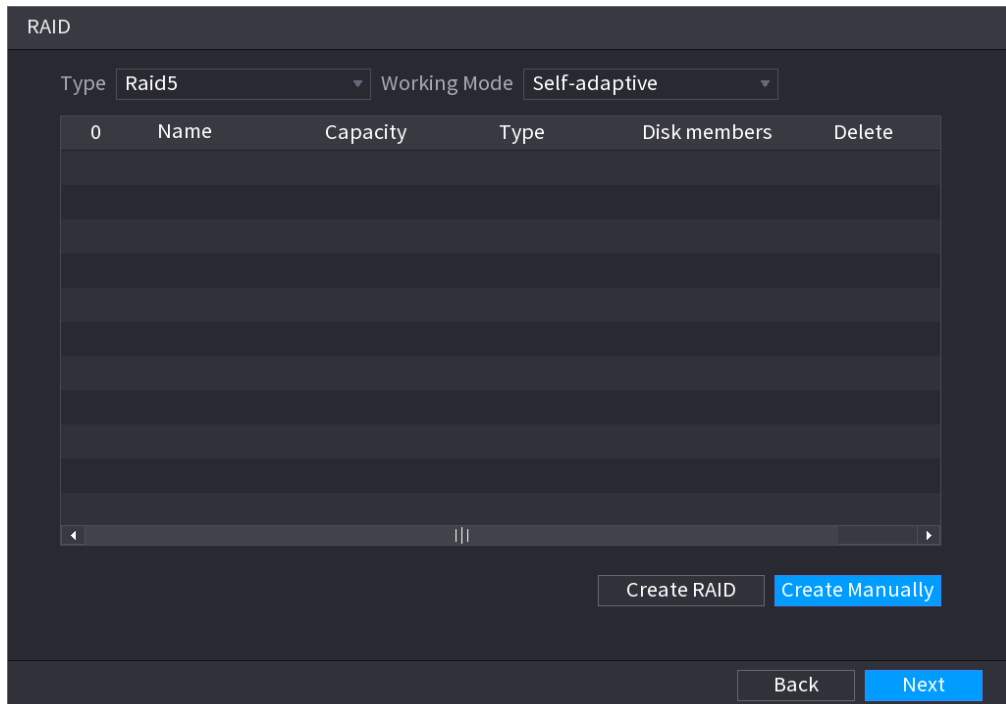 RAID
Type Raid5 Working Mode Self-adaptive
0 Name Capacity Type Disk members Delete
Create RAID Create Manually
Back Next